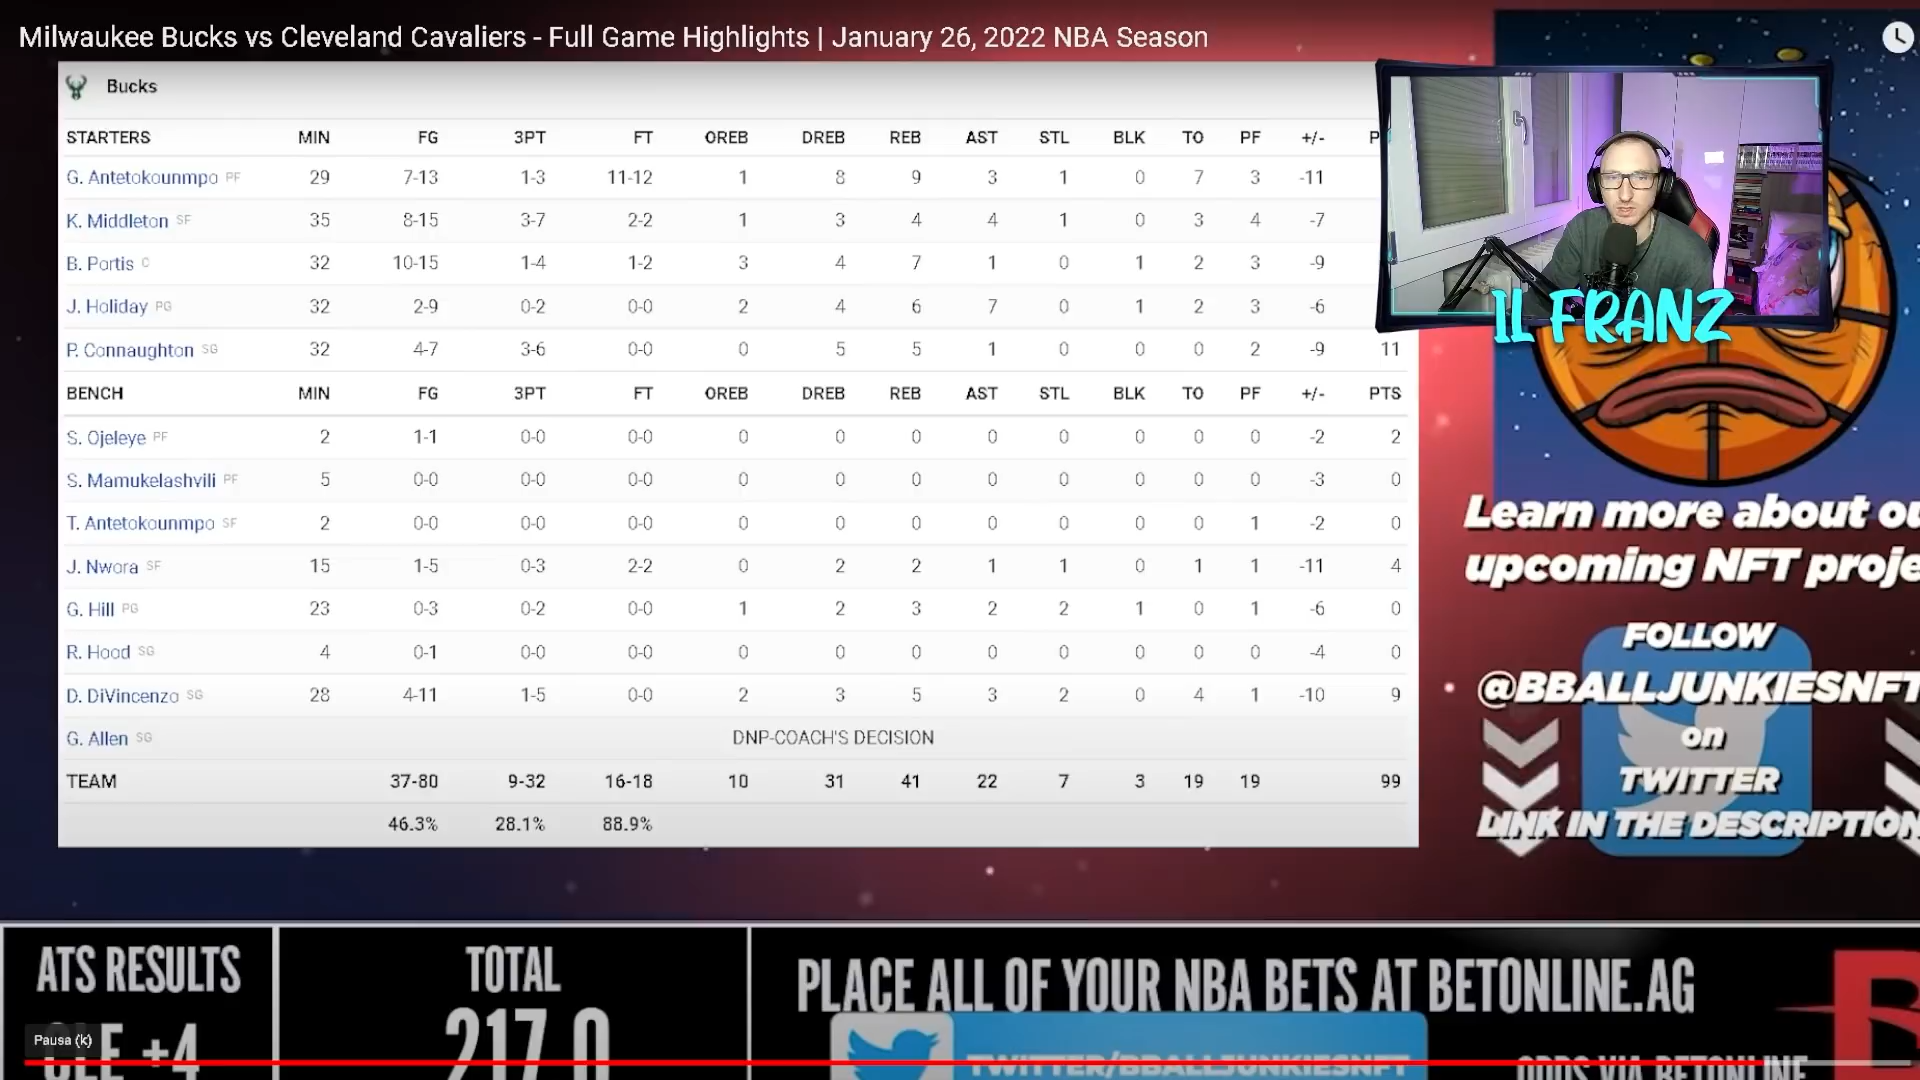 Milwaukee Bucks vs Cleveland Cavaliers - Full Game Highlights | January 26, 2022 NBA Season
Bucks
STARTERS MIN FG 3PT FT OREB DREB REB AST STL BLK TO PF +/-
G. Antetokounmpo PF 29 7-13 1-3 11-12 1 8 9 3 1 0 7 3 -11
K. Middleton SF 35 8-15 3-7 2-2 1 3 4 4 1 0 3 4 -7
B. Portis C 32 10-15 1-4 1-2 3 4 7 1 0 1 2 3 -9
J. Holiday PG 32 2-9 0-2 0-0 2 4 6 7 0 1 2 3 -6
P. Connaughton SG 32 4-7 3-6 0-0 0 5 5 1 0 0 0 2 -9 11
BENCH MIN FG 3PT FT OREB DREB REB AST STL BLK TO PF +/- PTS
S. Ojeleye PF 2 1-1 0-0 0-0 0 0 0 0 0 0 0 0 -2 2
S. Mamukelashvili PF 5 0-0 0-0 0-0 0 0 0 0 0 0 0 0 -3 0
T. Antetokounmpo SF 2 0-0 0-0 0-0 0 0 0 0 0 0 0 1 -2 0
J. Nwora SF 15 1-5 0-3 2-2 0 2 2 1 1 0 1 1 -11 4
G. Hill PG 23 0-3 0-2 0-0 1 2 3 2 2 1 0 1 -6 0
R. Hood SG 4 0-1 0-0 0-0 0 0 0 0 0 0 0 0 -4 0
D. DiVincenzo SG 28 4-11 1-5 0-0 2 3 5 3 2 0 4 1 -10 9
G. Allen SG DNP-COACH'S DECISION
TEAM 37-80 9-32 16-18 10 31 41 22 7 3 19 19 99
46.3% 28.1% 88.9%
IL FRANZ
Learn more about ou
upcoming NFT proje
FOLLOW
@BBALLJUNKIESNFT
on
TWITTER
LINK IN THE DESCRIPTION
ATS RESULTS
CLE +4
TOTAL
217.0
PLACE ALL OF YOUR NBA BETS AT BETONLINE.AG
TWITTER/BBALLJUNKIESNFT
ODDS VIA BETONLINE
Pausa (k)